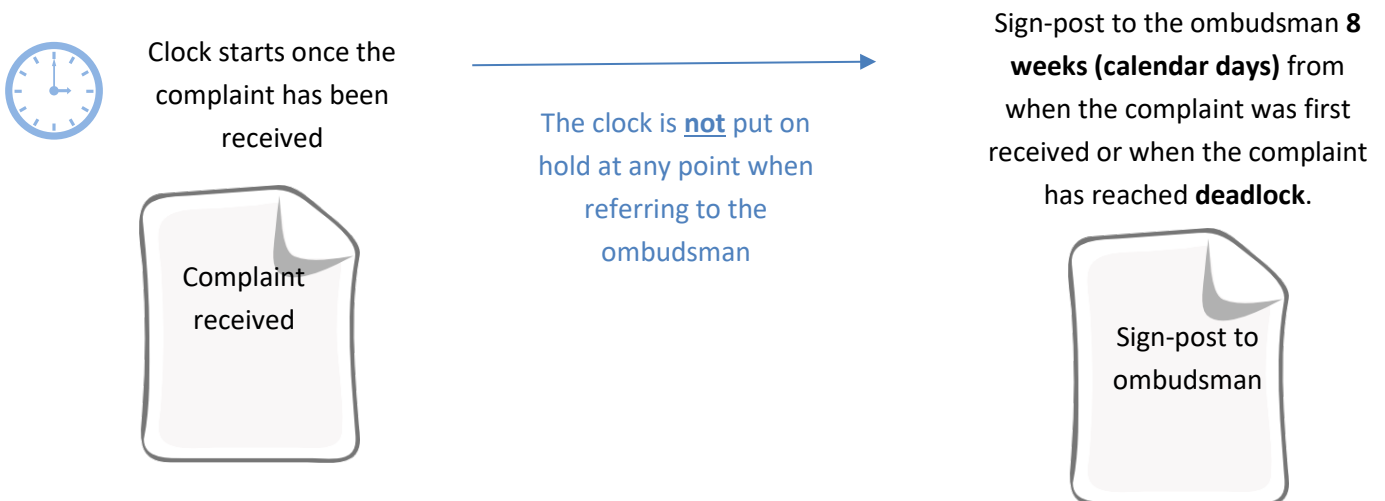 Clock starts once the
complaint has been
received
Complaint
received
The clock is not put on
hold at any point when
referring to the
ombudsman
Sign-post to the ombudsman 8
weeks (calendar days) from
when the complaint was first
received or when the complaint
has reached deadlock.
Sign-post to
ombudsman